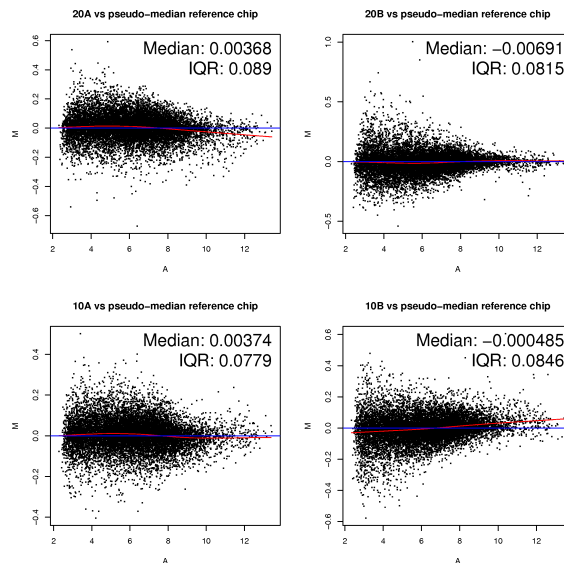 20A vs pseudo−median reference chip
Median: 0.00368
IQR: 0.089
0.6
0.4
0.2
0.0
−0.2
−0.4
−0.6
M
2 4 6 8 10 12
A
20B vs pseudo−median reference chip
Median: −0.00691
IQR: 0.0815
1.0
0.5
0.0
−0.5
M
2 4 6 8 10 12
A
10A vs pseudo−median reference chip
Median: 0.00374
IQR: 0.0779
0.4
0.2
0.0
−0.2
−0.4
M
2 4 6 8 10 12
A
10B vs pseudo−median reference chip
Median: −0.000485
IQR: 0.0846
0.6
0.4
0.2
0.0
−0.2
−0.4
−0.6
M
2 4 6 8 10 12
A